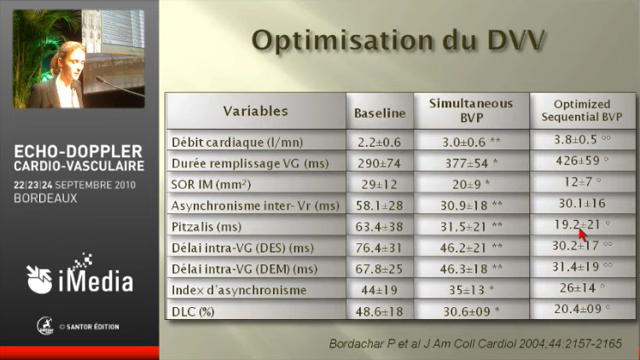 Optimisation du DVV
Variables Baseline Simultaneous BVP Optimized Sequential BVP
Débit cardiaque (l/mn) 2.2±0.6 3.0±0.6 ** 3.8±0.5 °°
Durée remplissage VG (ms) 290±74 377±54 * 426±59 °
SOR IM (mm²) 29±12 20±9 * 12±7 °
Asynchronisme inter- Vr (ms) 58.1±28 30.9±18 ** 30.1±16
Pitzalis (ms) 63.4±38 31.5±21 ** 19.2±21 °
Délai intra-VG (DES) (ms) 76.4±31 46.2±21 ** 30.2±17 °°
Délai intra-VG (DEM) (ms) 67.8±25 46.3±18 ** 31.4±19 °°
Index d'asynchronisme 44±19 35±13 * 26±14 °
DLC (%) 48.6±18 30.6±09 * 20.4±09 °
Bordachar P et al J Am Coll Cardiol 2004;44:2157-2165
ECHO-DOPPLER
CARDIO-VASCULAIRE
22|23|24 SEPTEMBRE 2010
BORDEAUX
iMedia
© SANTOR ÉDITION